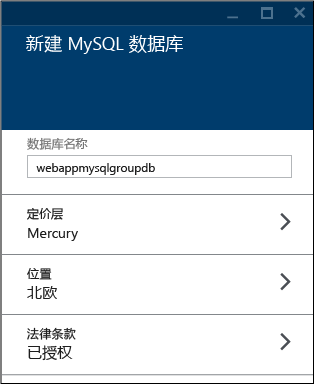 新建 MySQL 数据库
数据库名称
webappmysqlgroupdb
定价层
Mercury
位置
北欧
法律条款
已授权